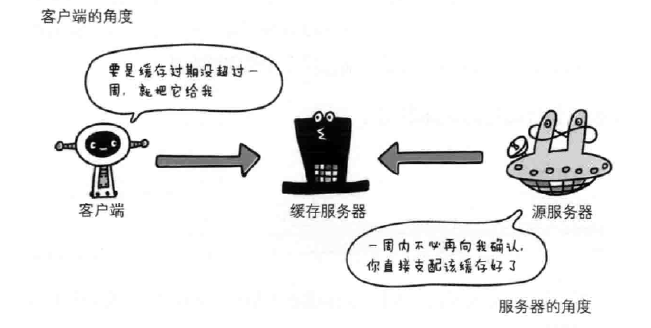 客户端的角度
要是缓存过期没超过一
周，就把它给我
客户端
缓存服务器
源服务器
一周内不必再向我确认，
你直接支配该缓存好了
服务器的角度